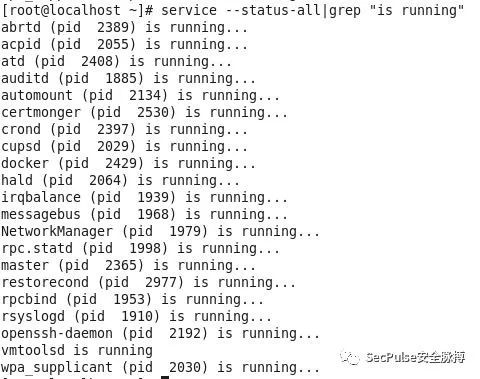 [root@localhost ~]# service --status-all|grep "is running"
abrtd (pid  2389) is running...
acpid (pid  2055) is running...
atd (pid  2408) is running...
auditd (pid  1885) is running...
automount (pid  2134) is running...
certmonger (pid  2530) is running...
crond (pid  2397) is running...
cupsd (pid  2029) is running...
docker (pid  2429) is running...
hald (pid  2064) is running...
irqbalance (pid  1939) is running...
messagebus (pid  1968) is running...
NetworkManager (pid  1979) is running...
rpc.statd (pid  1998) is running...
master (pid  2365) is running...
restorecond (pid  2977) is running...
rpcbind (pid  1953) is running...
rsyslogd (pid  1910) is running...
openssh-daemon (pid  2192) is running...
vmtoolsd is running
wpa_supplicant (pid  2030) is running...
SecPulse安全脉搏